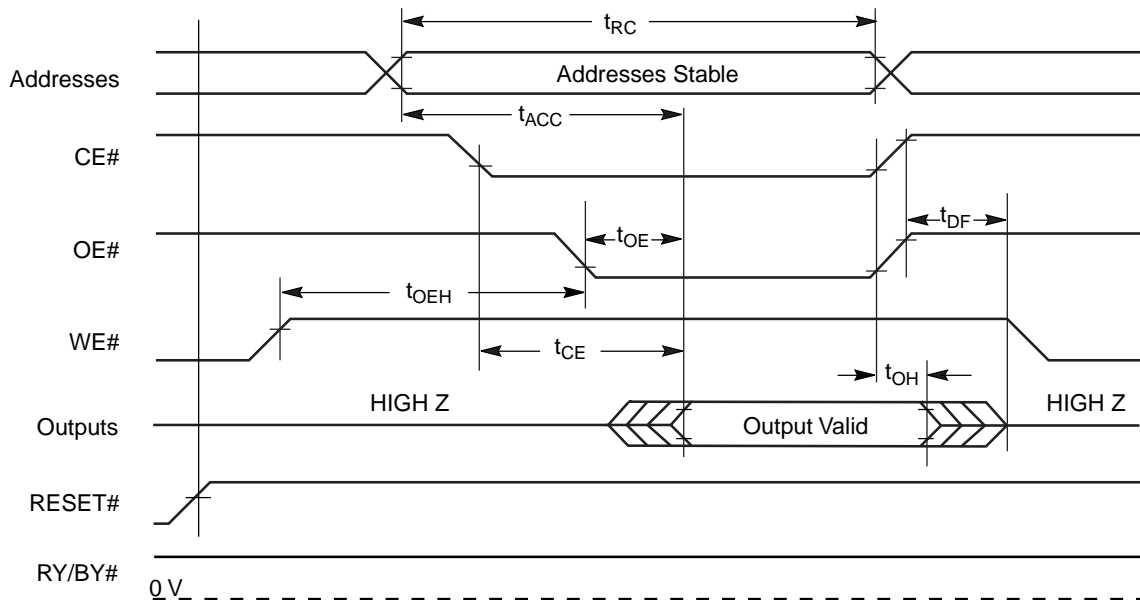 tRC
Addresses
Addresses Stable
tACC
CE#
tDF
OE#
tOE
tOEH
WE#
tCE
tOH
HIGH Z
HIGH Z
Outputs
Output Valid
RESET#
RY/BY#
0 V